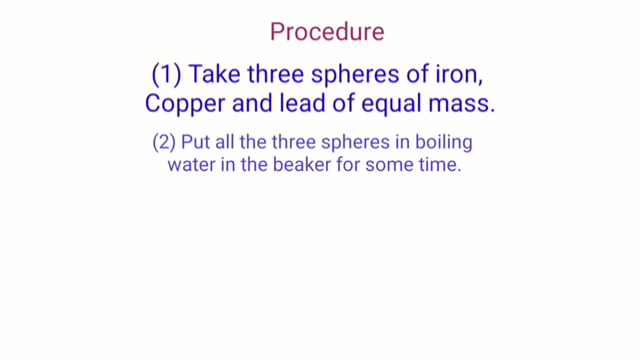 Procedure
(1) Take three spheres of iron,
Copper and lead of equal mass.
(2) Put all the three spheres in boiling
water in the beaker for some time.